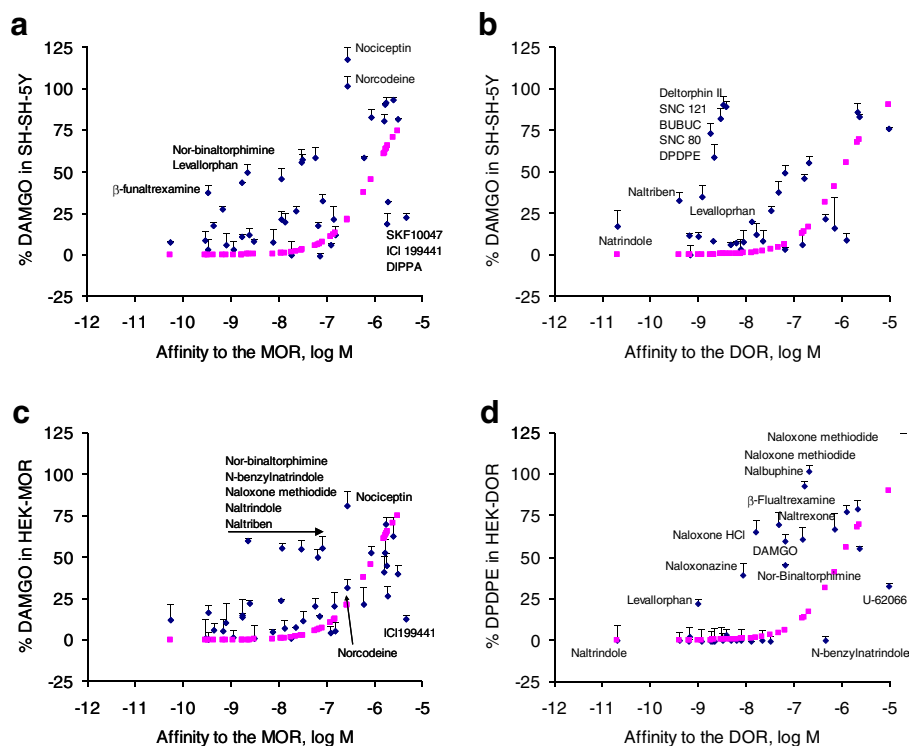 a
% DAMGO in SH-SH-5Y
125
100
75
50
25
0
25
-12 -11 -10 -9 -8 -7 -6 -5
Affinity to the MOR, log M
Nociceptin
Norcodeine
Nor-binaltorphimine
Levallorphan
β-funaltrexamine
SKF10047
ICI 199441
DIPPA
b
% DAMGO in SH-SH-5Y
125
100
75
50
25
0
-25
-12 -11 -10 -9 -8 -7 -6 -5
Affinity to the DOR, log M
Deltorphin II
SNC 121
BUBUC
SNC 80
DPDPE
Naltriben
Levalloprhan
Natrindole
c
% DAMGO in HEK-MOR
125
100
75
50
25
0
25
-12 -11 -10 -9 -8 -7 -6 -5
Affinity to the MOR, log M
Nor-binaltorphimine
N-benzylnatrindole
Naloxone methiodide
Naltrindole
Naltriben
Nociceptin
ICI199441
Norcodeine
d
% DPDPE in HEK-DOR
125
100
75
50
25
0
25
-12 -11 -10 -9 -8 -7 -6 -5
Affinity to the DOR, log M
Naloxone methiodide
Naloxone methiodide
Nalbuphine
β-Flualtrexamine
Naltrexone
Naloxone HCl
DAMGO
Naloxonazine
Nor-Binaltorphimine
Levallorphan
U-62066
Naltrindole
N-benzylnatrindole